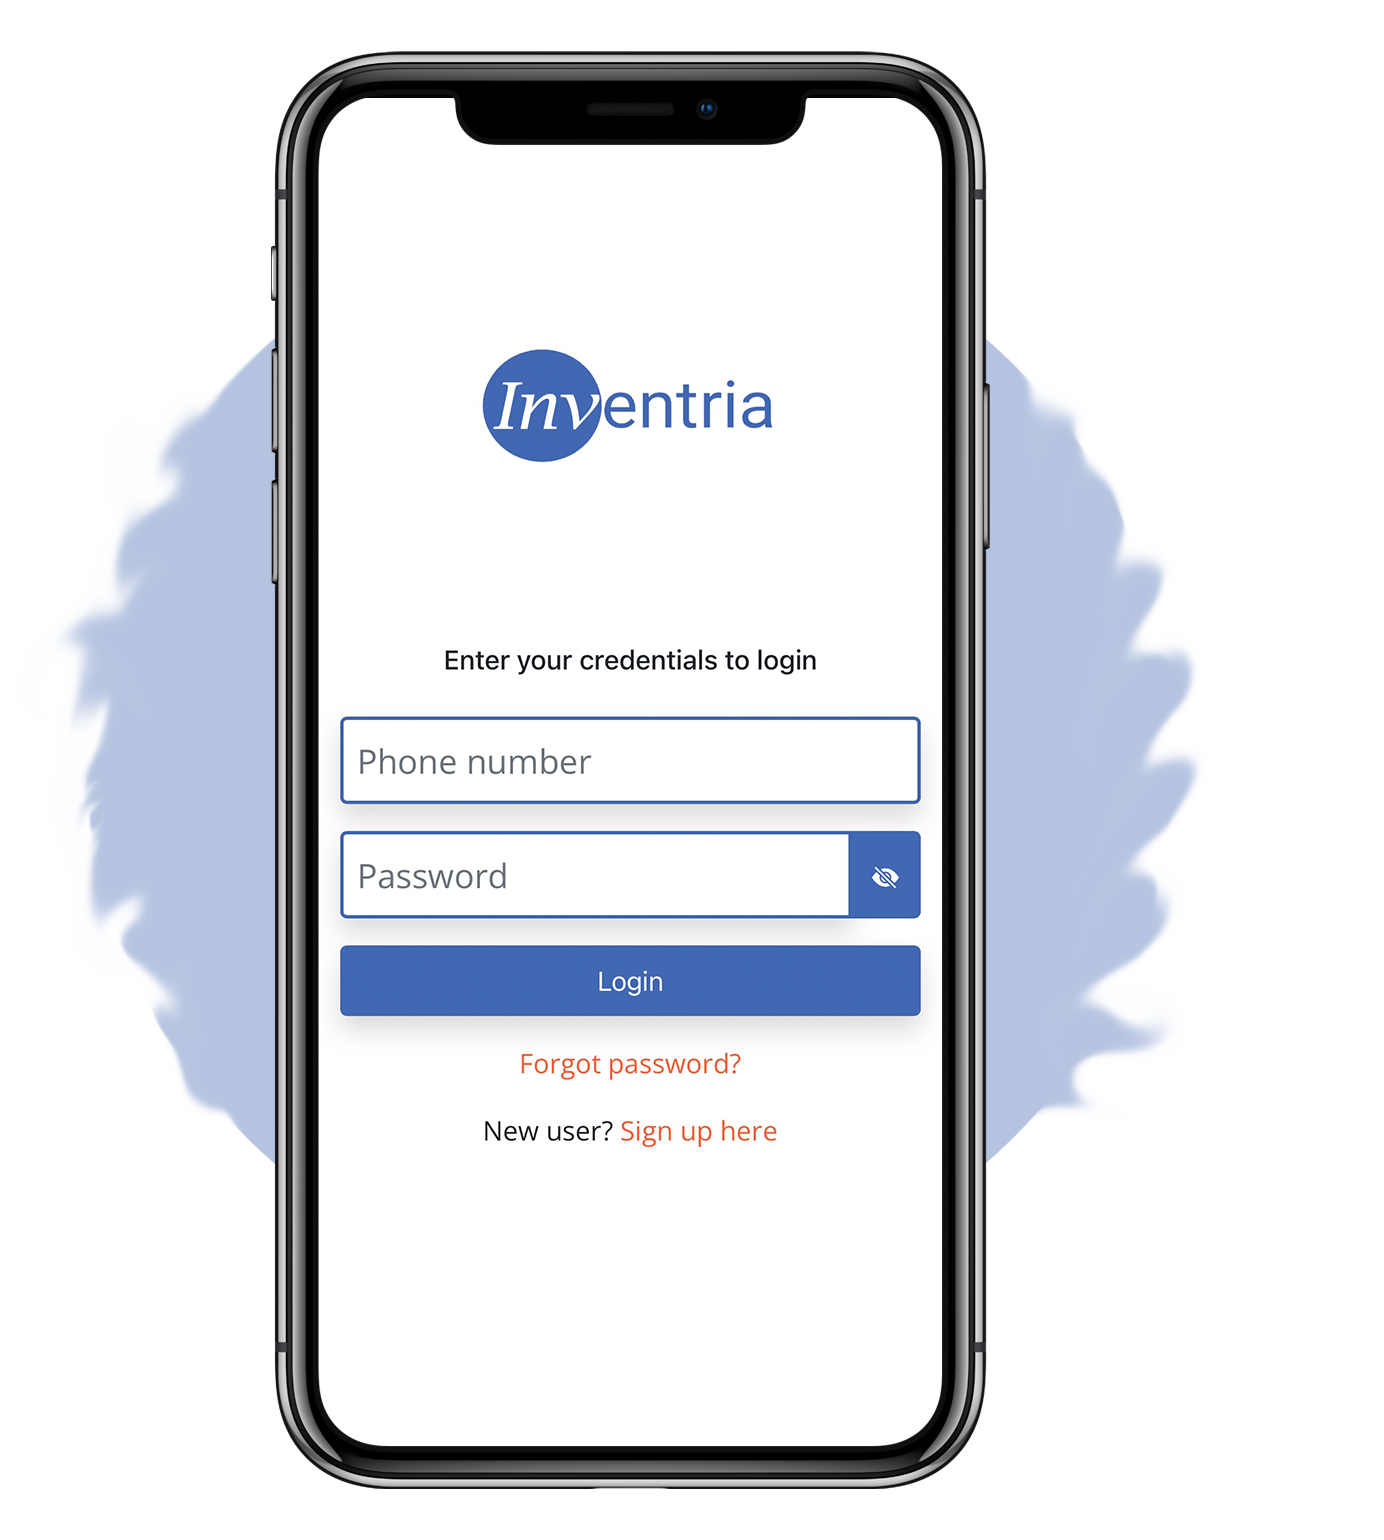 Inventria
Enter your credentials to login
Phone number
Password
Login
Forgot password?
New user? Sign up here